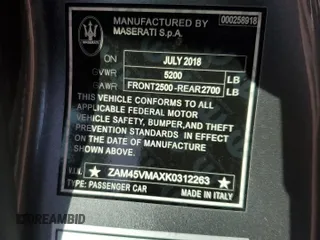 MANUFACTURED BY
MASERATI S.p.A.
000258918
ON JULY 2018
GVWR 5200 LB
GAWR FRONT2500-REAR2700 LB
THIS VEHICLE CONFORMS TO ALL
APPLICABLE FEDERAL MOTOR
VEHICLE SAFETY, BUMPER,AND THEFT
PREVENTION STANDARDS IN EFFECT
ON THE DATE OF MANUFACTURE
SHOWN ABOVE.
V.I.N. ZAM45VMAXK0312263
TYPE: PASSENGER CAR
MADE IN ITALY
DREAMBID